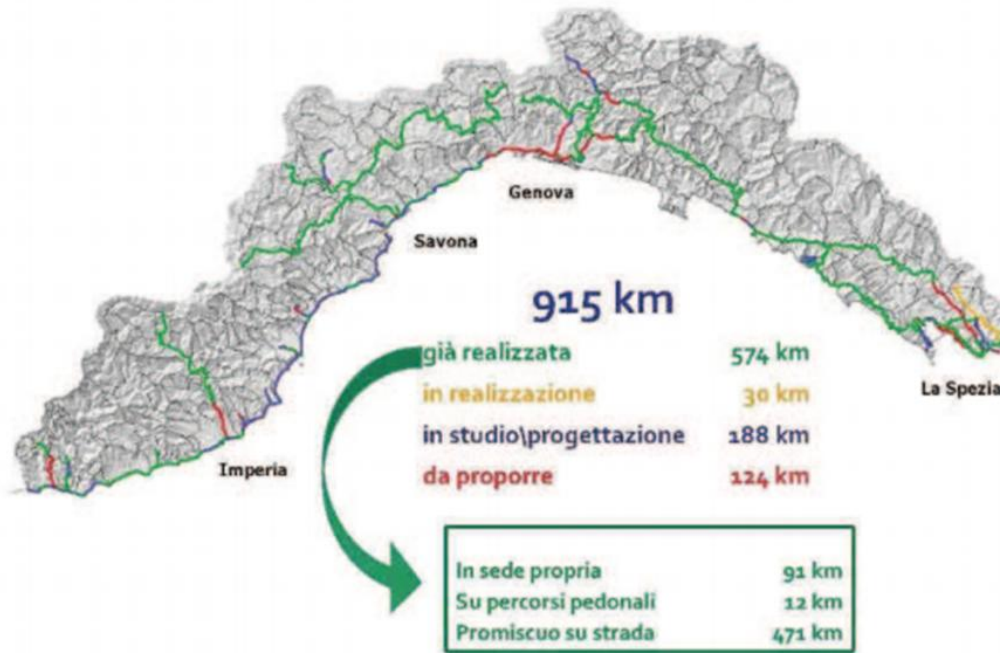 Genova
Savona
915 km
già realizzata 574 km
in realizzazione 30 km
La Spezia
in studio\progettazione 188 km
Imperia
da proporre 124 km
In sede propria 91 km
Su percorsi pedonali 12 km
Promiscuo su strada 471 km